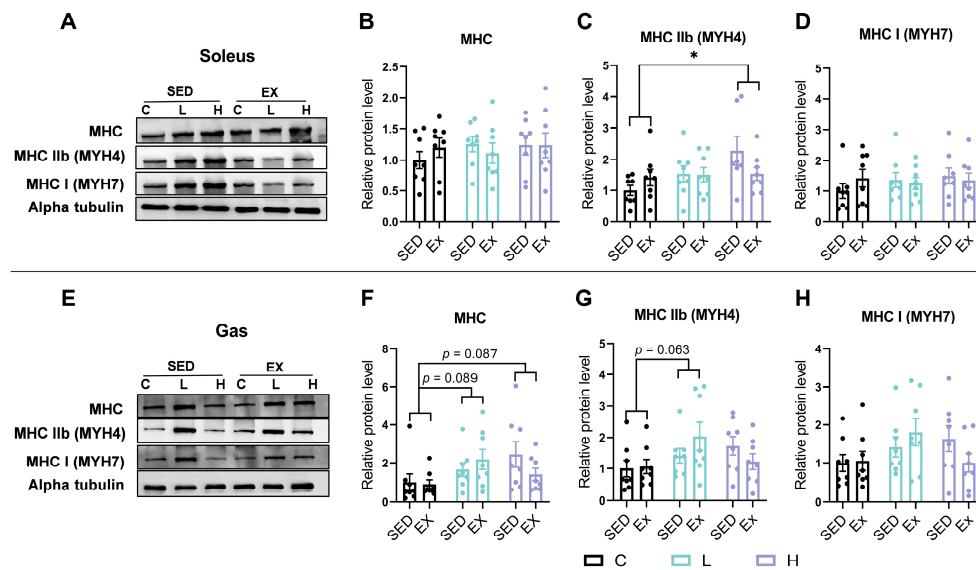 A
Soleus
SED EX
C L H C L H
MHC
MHC IIb (MYH4)
MHC I (MYH7)
Alpha tubulin
B
MHC
Relative protein level
2.5
2.0
1.5
1.0
0.5
0.0
SED Ex SED Ex SED Ex
C
MHC IIb (MYH4)
*
Relative protein level
5
4
3
2
1
0
SED Ex SED Ex SED Ex
D
MHC I (MYH7)
Relative protein level
5
4
3
2
1
0
SED Ex SED Ex SED Ex
E
Gas
SED EX
C L H C L H
MHC
MHC IIb (MYH4)
MHC I (MYH7)
Alpha tubulin
F
MHC
p = 0.087
p = 0.089
Relative protein level
8
6
4
2
0
SED EX SED EX SED EX
G
MHC IIb (MYH4)
p = 0.063
Relative protein level
5
4
3
2
1
0
SED Ex SED Ex SED Ex
H
MHC I (MYH7)
Relative protein level
4
3
2
1
0
SED Ex SED Ex SED Ex
C L H